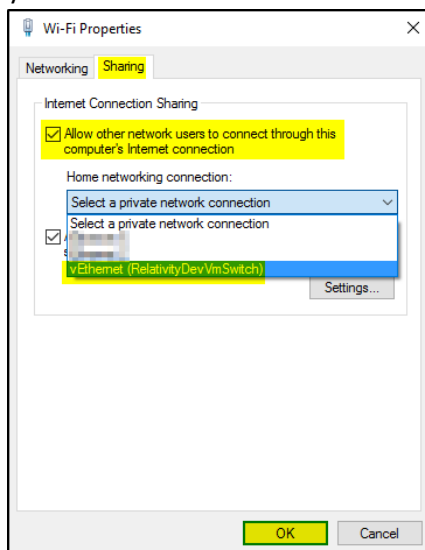 Wi-Fi Properties
Networking Sharing
Internet Connection Sharing
Allow other network users to connect through this
computer's Internet connection
Home networking connection:
Select a private network connection
Select a private network connection
vEthernet (RelativityDevVmSwitch)
Settings...
OK Cancel